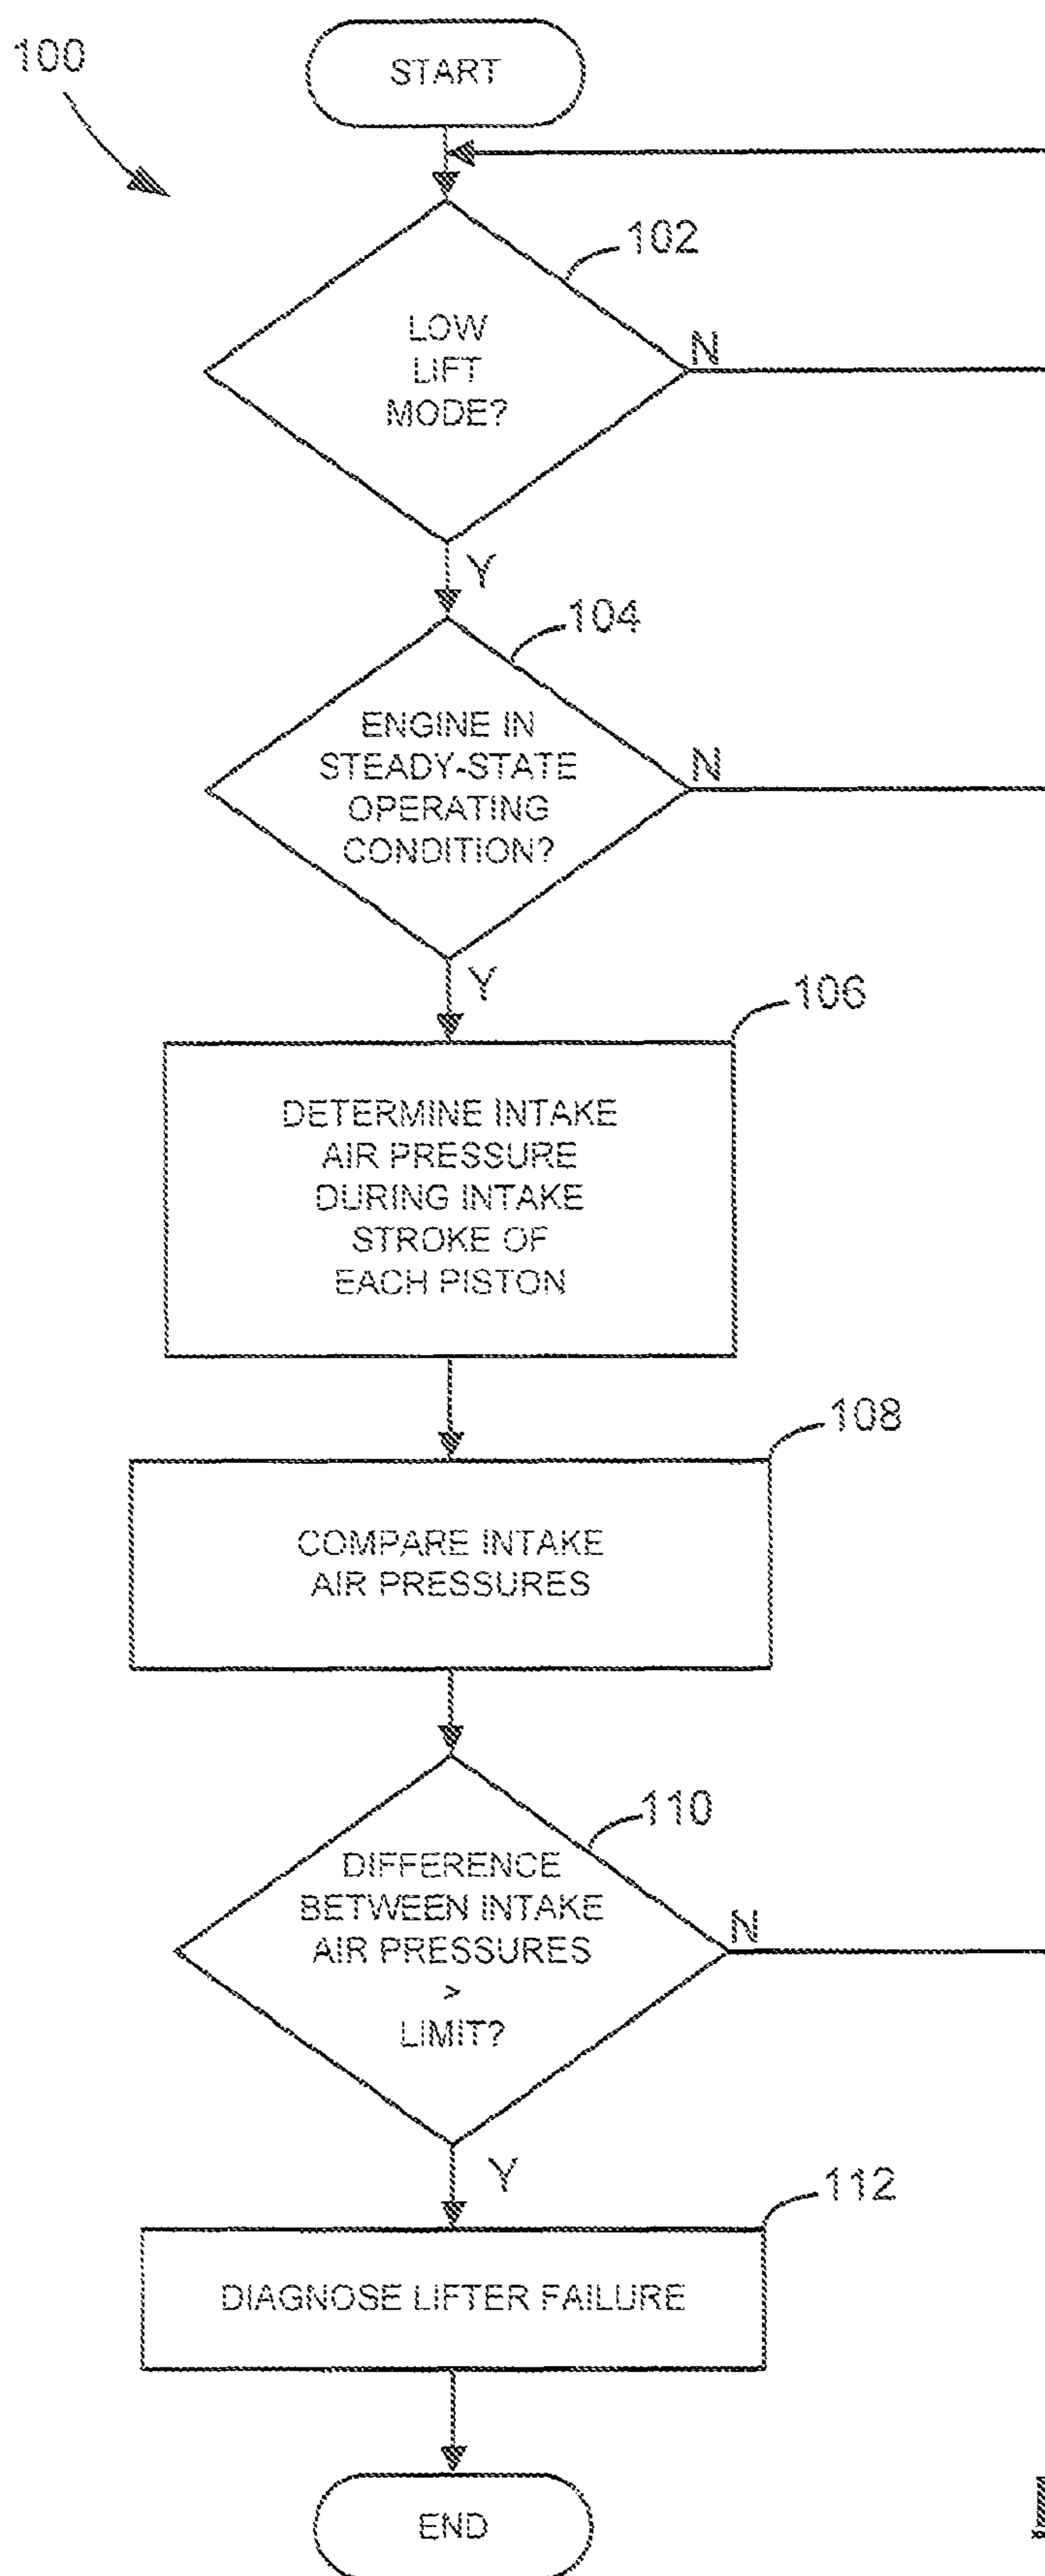 100
START
102
LOW
LIFT
MODE?
N
Y
104
ENGINE IN
STEADY-STATE
OPERATING
CONDITION?
N
Y
106
DETERMINE INTAKE
AIR PRESSURE
DURING INTAKE
STROKE OF
EACH PISTON
108
COMPARE INTAKE
AIR PRESSURES
110
DIFFERENCE
BETWEEN INTAKE
AIR PRESSURES
>
LIMIT?
N
Y
112
DIAGNOSE LIFTER FAILURE
END